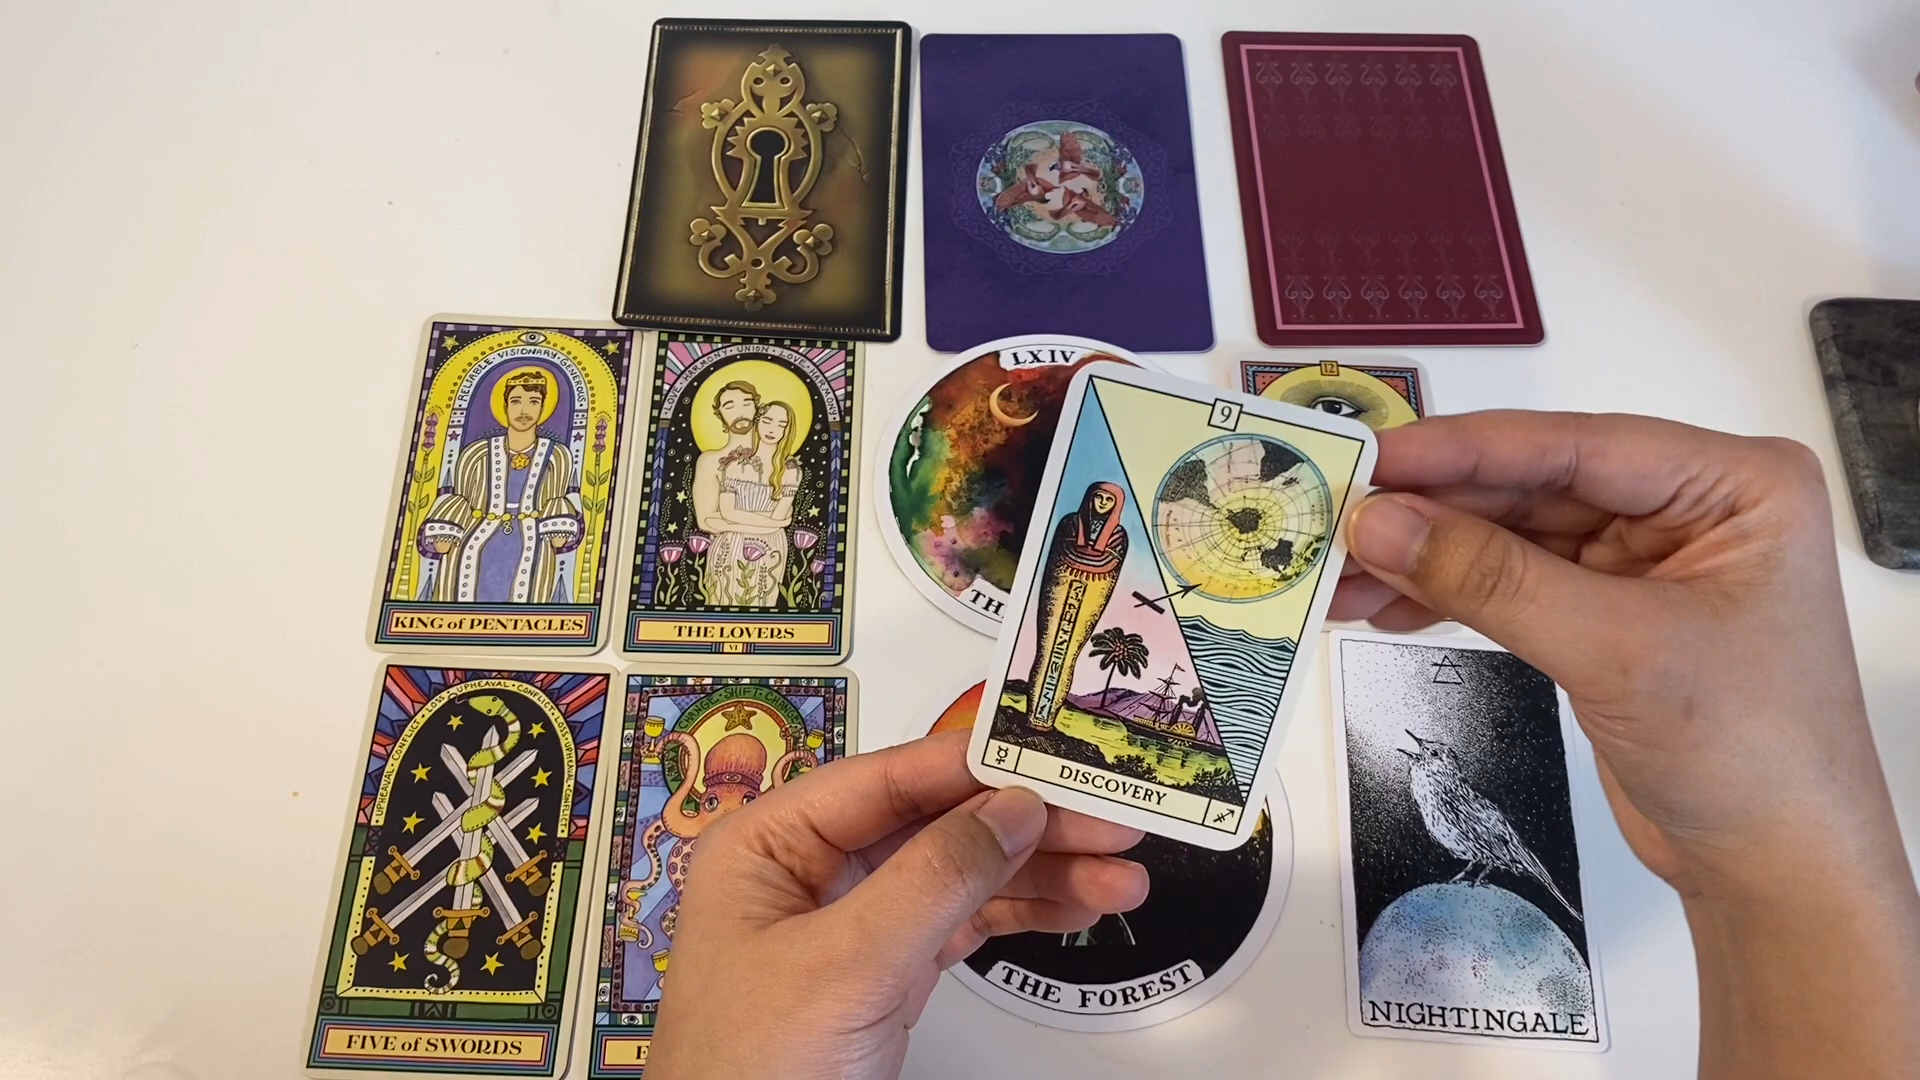 RELIABLE · VISIONARY · GENEROUS
KING of PENTACLES
LOVE · HARMONY · UNION · LOVE · HARMONY
THE LOVERS
VI
LXIV
12
9
DISCOVERY
UPHEAVAL · CONFLICT · LOSS · UPHEAVAL · CONFLICT · LOSS · UPHEAVAL · CONFLICT ·
FIVE of SWORDS
CHANGE · SHIFT · CHANGE
THE FOREST
NIGHTINGALE